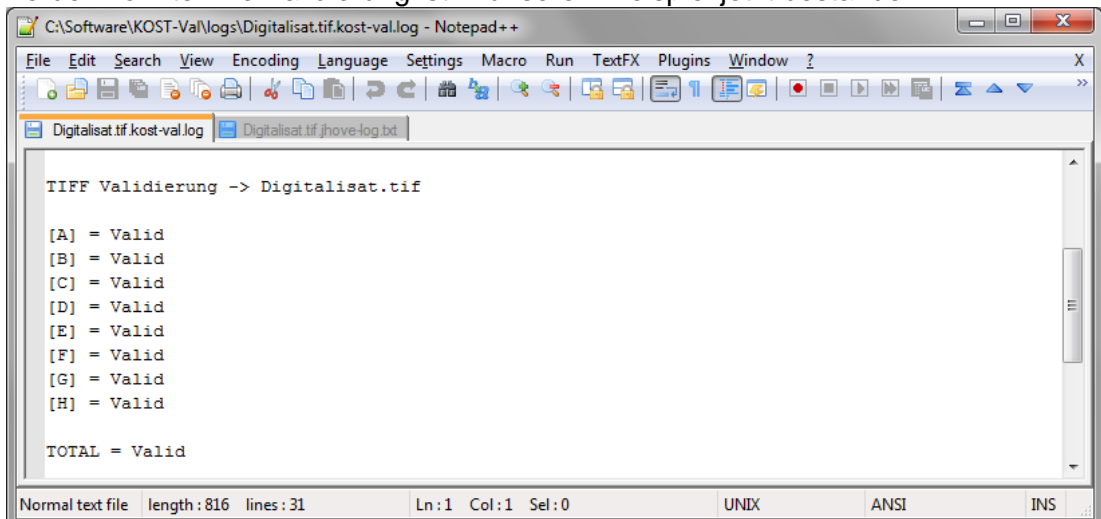 C:\Software\KOST-Val\logs\Digitalisat.tif.kost-val.log - Notepad++
File Edit Search View Encoding Language Settings Macro Run TextFX Plugins Window ? X
Digitalisat.tif.kost-val.log Digitalisat.tif.jhove-log.txt
TIFF Validierung -> Digitalisat.tif
[A] = Valid
[B] = Valid
[C] = Valid
[D] = Valid
[E] = Valid
[F] = Valid
[G] = Valid
[H] = Valid
TOTAL = Valid
Normal text file length : 816 lines : 31 Ln : 1 Col : 1 Sel : 0 UNIX ANSI INS